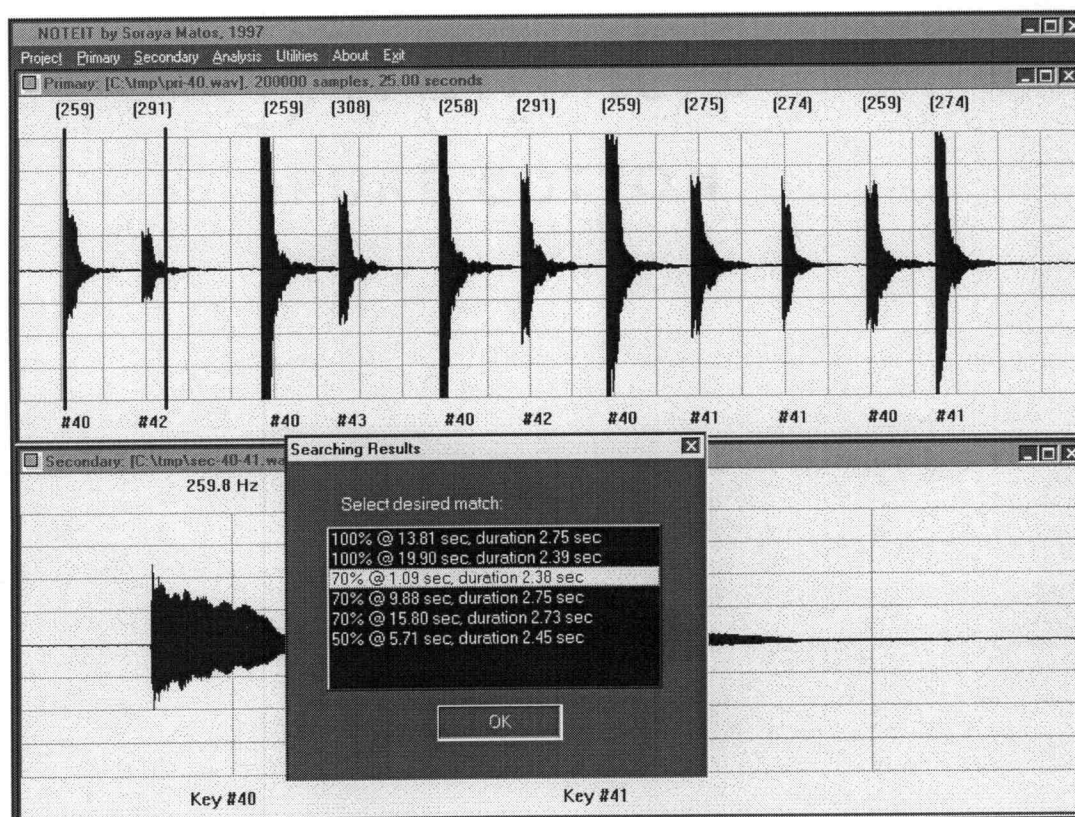 NOTEIT by Soraya Matos, 1997
Project Primary Secondary Analysis Utilities About Exit
Primary: [C:\tmp\pri-40.wav], 200000 samples, 25.00 seconds
(259) (291) (259) (308) (258) (291) (259) (275) (274) (259) (274)
#40 #42 #40 #43 #40 #42 #40 #41 #41 #40 #41
Secondary: [C:\tmp\sec-40-41.wa
259.8 Hz
Searching Results
Select desired match:
100% @ 13.81 sec, duration 2.75 sec
100% @ 19.90 sec, duration 2.39 sec
70% @ 1.09 sec, duration 2.38 sec
70% @ 9.88 sec, duration 2.75 sec
70% @ 15.80 sec, duration 2.73 sec
50% @ 5.71 sec, duration 2.45 sec
OK
Key #40 Key #41